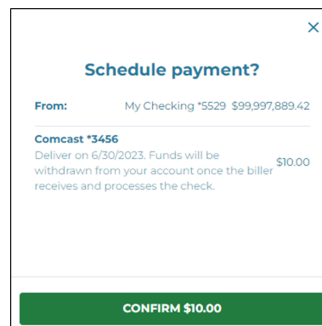 Schedule payment?
From: My Checking *5529 $99,997,889.42
Comcast *3456
Deliver on 6/30/2023. Funds will be
withdrawn from your account once the biller $10.00
receives and processes the check.
CONFIRM $10.00